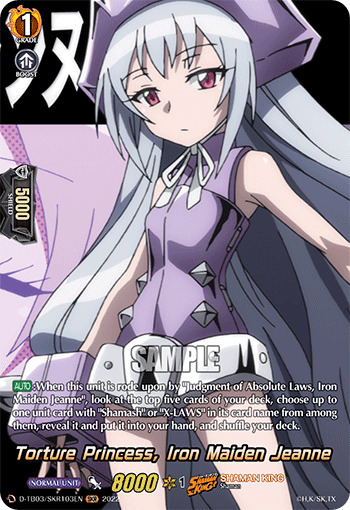 1
GRADE
BOOST
5000
SHIELD
SAMPLE
AUTO:When this unit is rode upon by "Judgment of Absolute Laws, Iron
Maiden Jeanne", look at the top five cards of your deck, choose up to
one unit card with "Shamash" or "X-LAWS" in its card name from among
them, reveal it and put it into your hand, and shuffle your deck.
Torture Princess, Iron Maiden Jeanne
NORMAL UNIT
8000 1
SHAMAN KING
SHAMAN KING
Shaman
D-TB03/SKR103EN
2022
©H,K/SK,TX